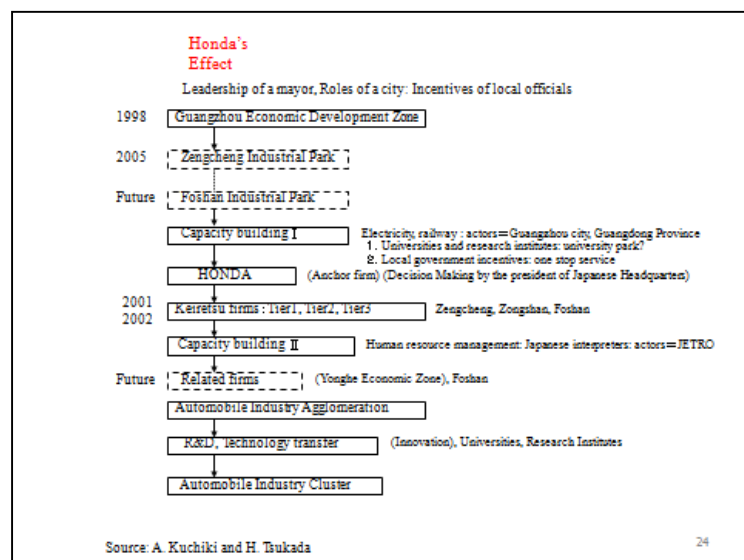 Honda's
Effect
Leadership of a mayor, Roles of a city: Incentives of local officials
1998 Guangzhou Economic Development Zone
2005 Zengcheng Industrial Park
Future Foshan Industrial Park
Capacity building Ⅰ Electricity, railway : actors=Guangzhou city, Guangdong Province
1. Universities and research institutes: university park?
2. Local government incentives: one stop service
HONDA (Anchor firm) (Decision Making by the president of Japanese Headquarters)
2001 Keiretsu firms : Tier1, Tier2, Tier3 Zengcheng, Zongshan, Foshan
2002
Capacity building Ⅱ Human resource management: Japanese interpreters: actors=JETRO
Future Related firms (Yonghe Economic Zone), Foshan
Automobile Industry Agglomeration
R&D, Technology transfer (Innovation), Universities, Research Institutes
Automobile Industry Cluster
Source: A. Kuchiki and H. Tsukada
24